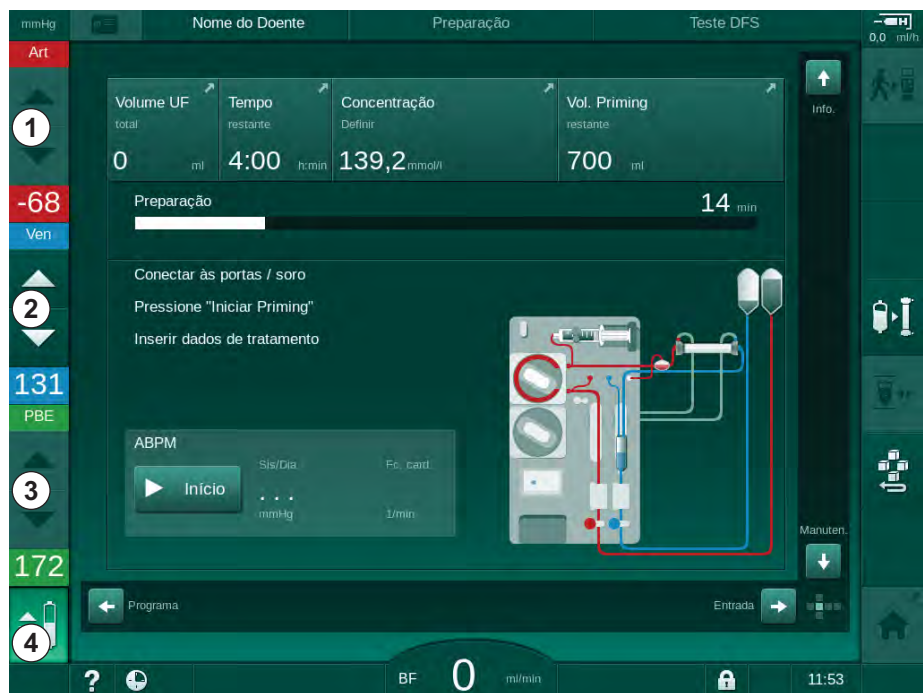 mmHg
Nome do Doente
Preparação
Teste DFS
0,0 ml/h
Art
1
-68
Ven
2
131
PBE
3
172
4
Volume UF
total
0 ml
Tempo
restante
4:00 h:min
Concentração
Definir
139,2 mmol/l
Vol. Priming
restante
700 ml
Info.
Preparação
14 min
Conectar às portas / soro
Pressione "Iniciar Priming"
Inserir dados de tratamento
ABPM
Início
Sis/Dia
. . .
mmHg
Fc. card.
1/min
Manuten.
Programa
Entrada
?
BF 0 ml/min
11:53